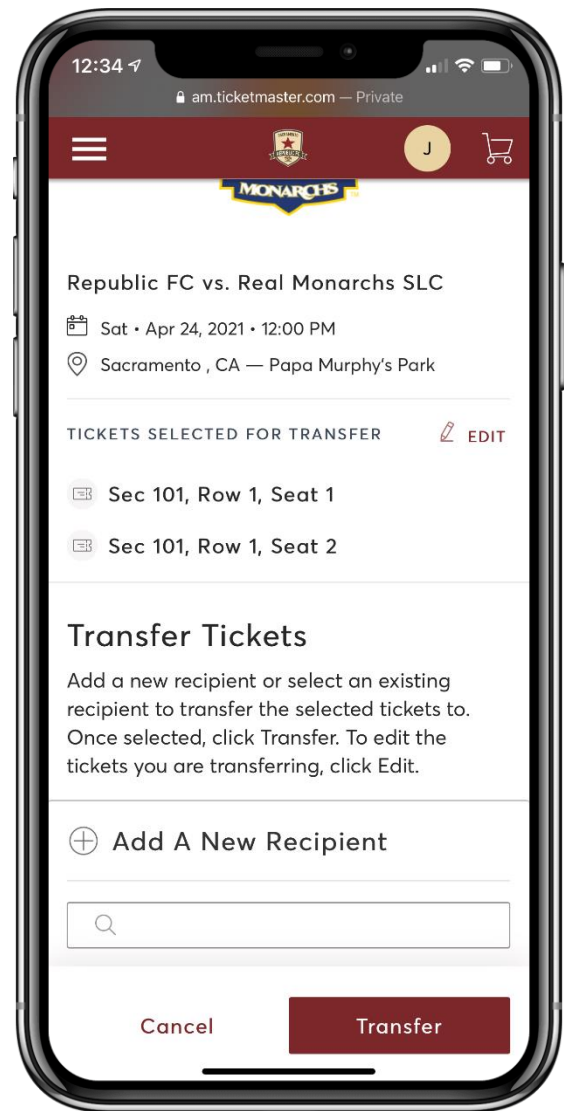 12:34
am.ticketmaster.com — Private
REPUBLIC FC
J
MONARCHS
Republic FC vs. Real Monarchs SLC
Sat • Apr 24, 2021 • 12:00 PM
Sacramento , CA — Papa Murphy's Park
TICKETS SELECTED FOR TRANSFER
EDIT
Sec 101, Row 1, Seat 1
Sec 101, Row 1, Seat 2
Transfer Tickets
Add a new recipient or select an existing
recipient to transfer the selected tickets to.
Once selected, click Transfer. To edit the
tickets you are transferring, click Edit.
Add A New Recipient
Cancel
Transfer